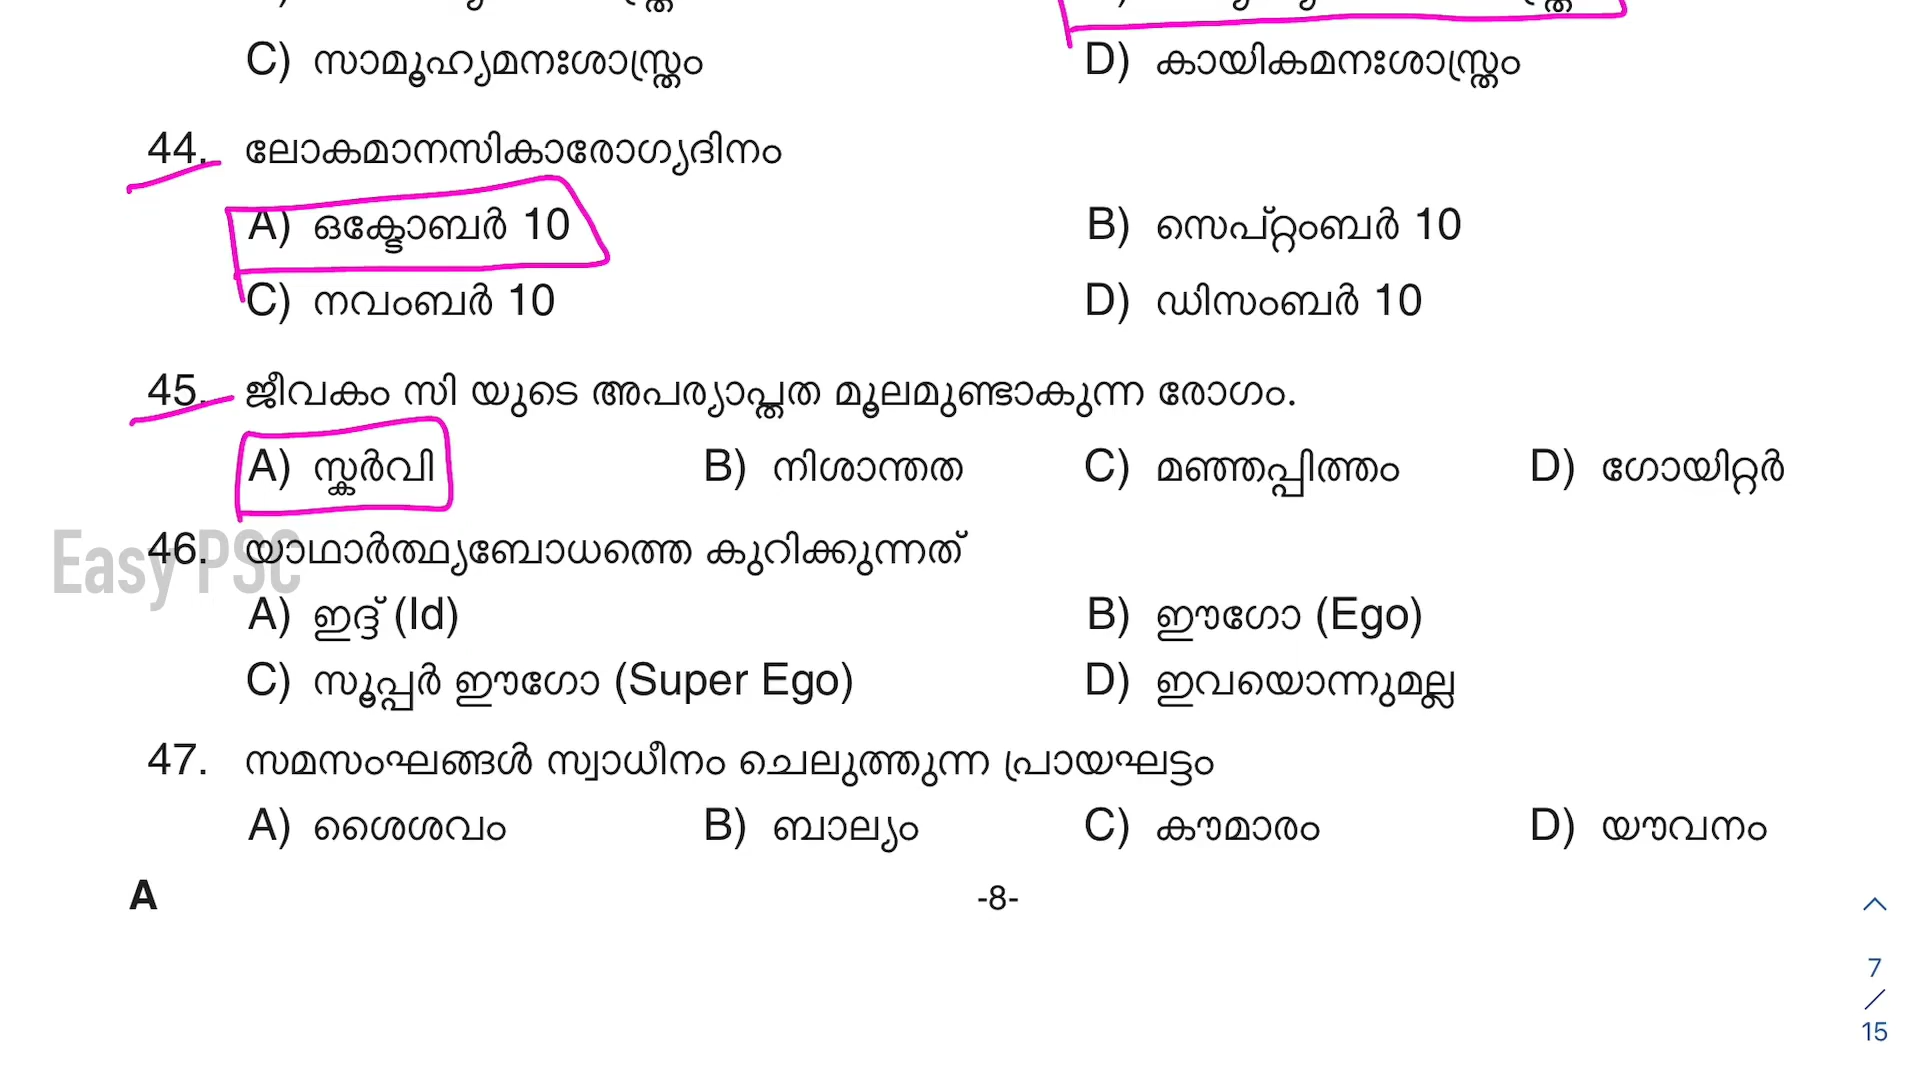 C) സാമൂഹ്യമനഃശാസ്ത്രം D) കായികമനഃശാസ്ത്രം
44. ലോകമാനസികാരോഗ്യദിനം
A) ഒക്ടോബർ 10 B) സെപ്റ്റംബർ 10
C) നവംബർ 10 D) ഡിസംബർ 10
45. ജീവകം സി യുടെ അപര്യാപ്തത മൂലമുണ്ടാകുന്ന രോഗം.
A) സ്കർവി B) നിശാന്തത C) മഞ്ഞപ്പിത്തം D) ഗോയിറ്റർ
Easy PSC
46. യാഥാർത്ഥ്യബോധത്തെ കുറിക്കുന്നത്
A) ഇദ്ദ് (Id) B) ഈഗോ (Ego)
C) സൂപ്പർ ഈഗോ (Super Ego) D) ഇവയൊന്നുമല്ല
47. സമസംഘങ്ങൾ സ്വാധീനം ചെലുത്തുന്ന പ്രായഘട്ടം
A) ശൈശവം B) ബാല്യം C) കൗമാരം D) യൗവനം
A -8-
7
/
15